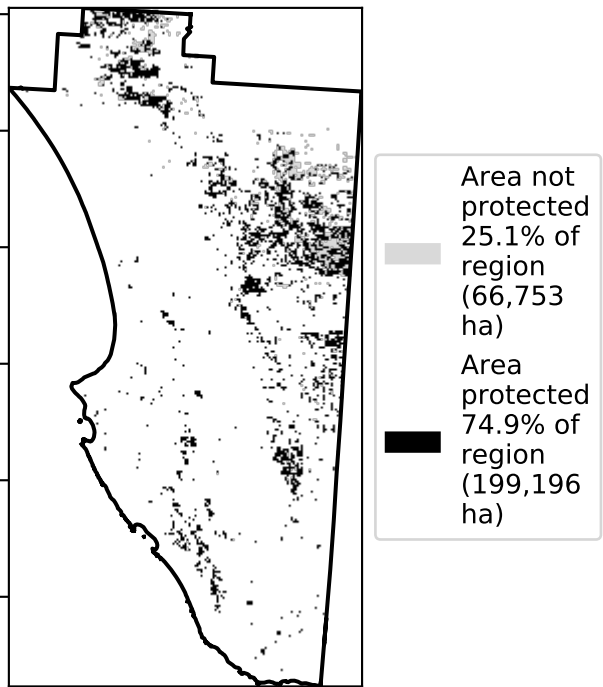 Area not
protected
25.1% of
region
(66,753
ha)
Area
protected
74.9% of
region
(199,196
ha)